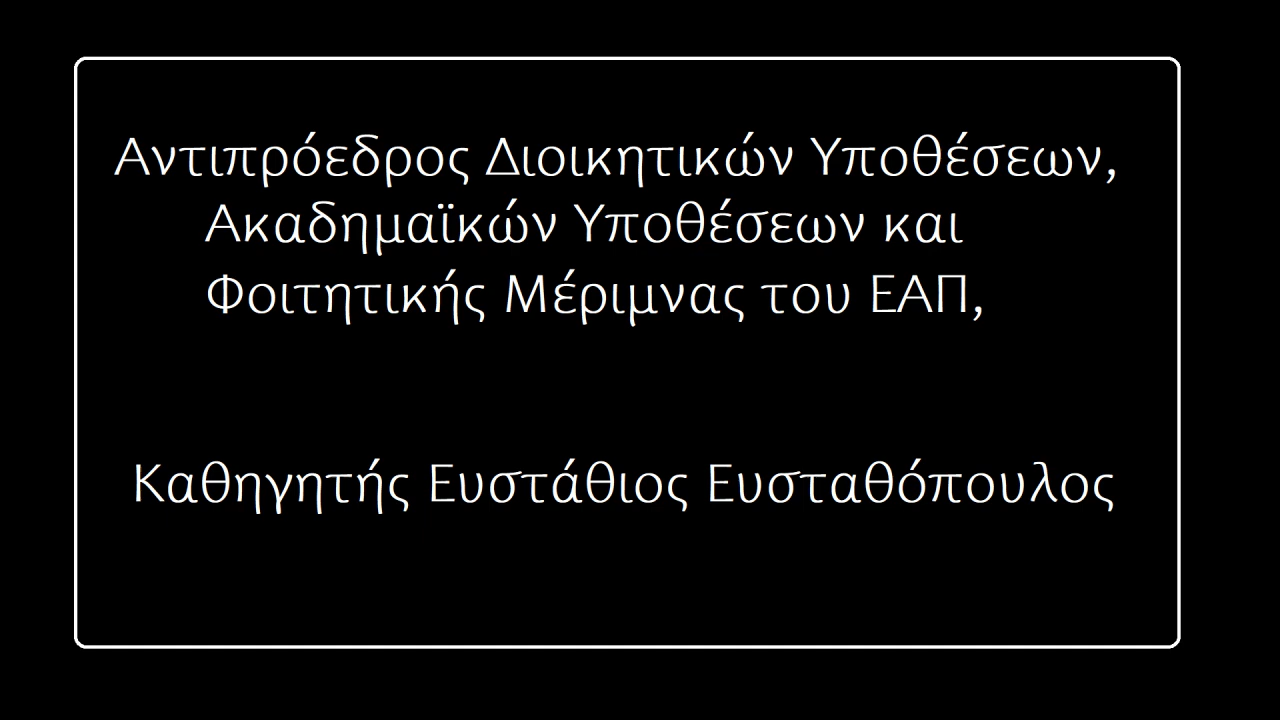 Αντιπρόεδρος Διοικητικών Υποθέσεων,
Ακαδημαϊκών Υποθέσεων και
Φοιτητικής Μέριμνας του ΕΑΠ,
Καθηγητής Ευστάθιος Ευσταθόπουλος